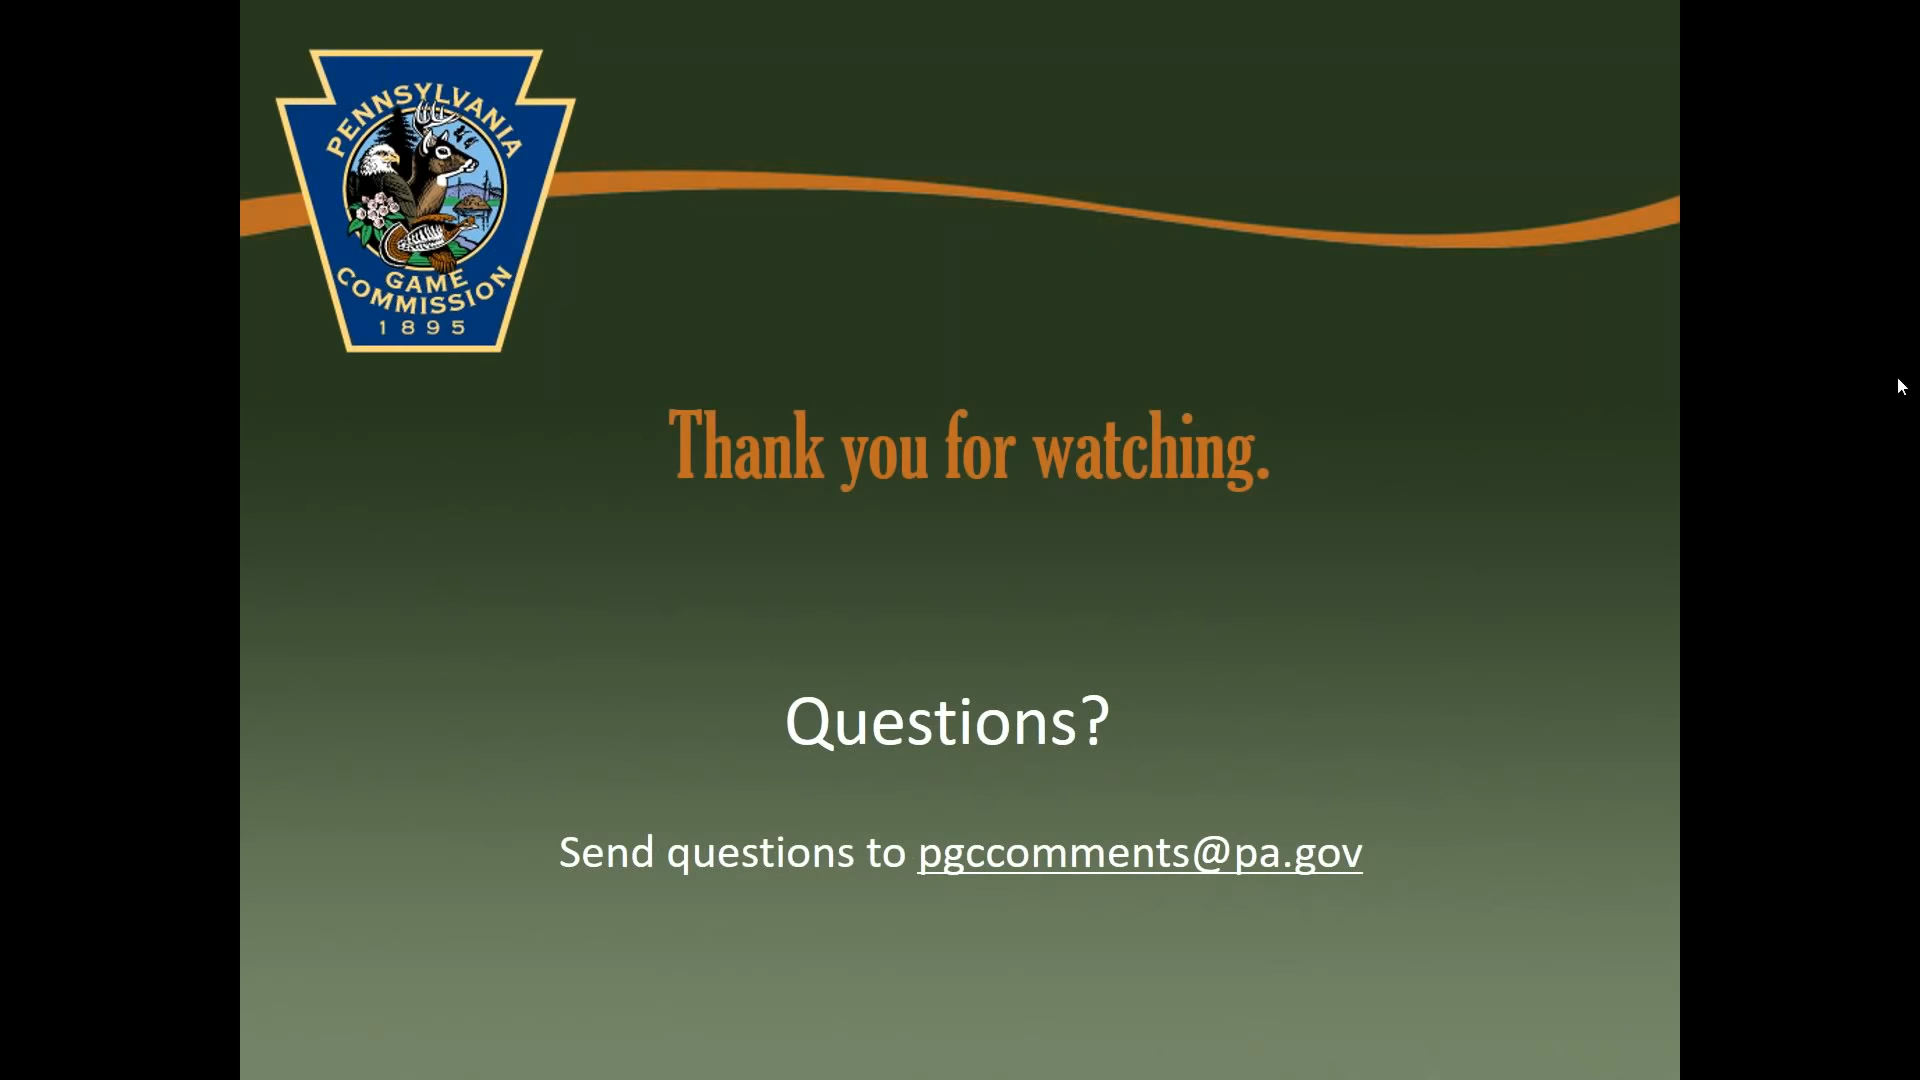 PENNSYLVANIA
GAME
COMMISSION
1895
Thank you for watching.
Questions?
Send questions to pgccomments@pa.gov